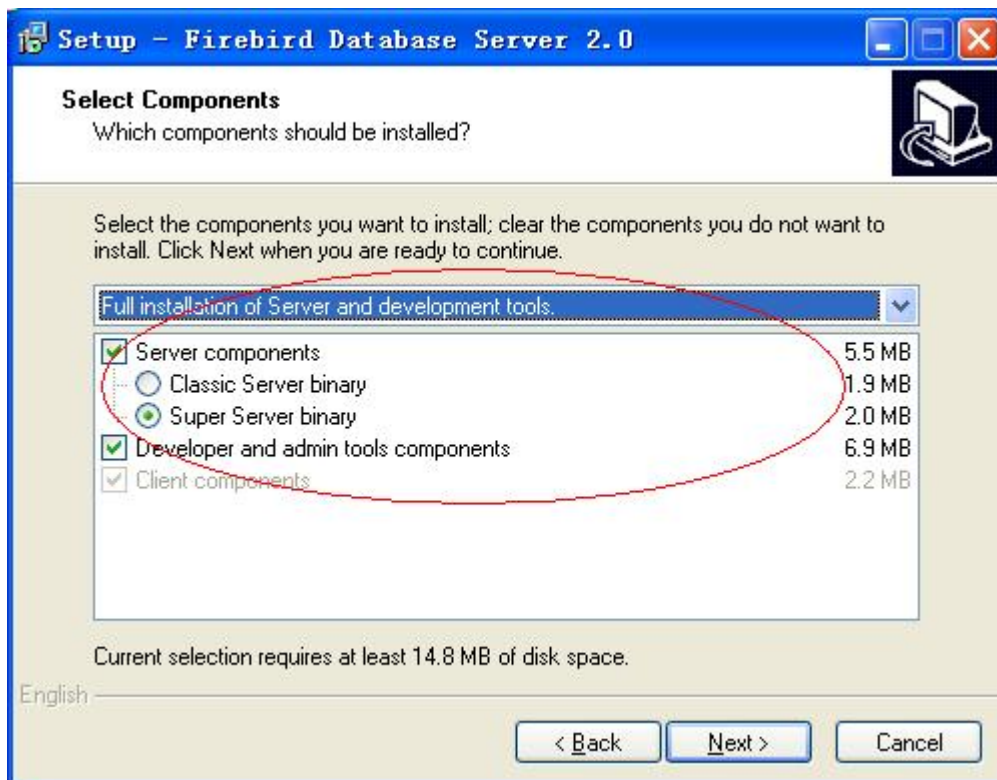 Setup - Firebird Database Server 2.0
Select Components
Which components should be installed?
Select the components you want to install; clear the components you do not want to
install. Click Next when you are ready to continue.
Full installation of Server and development tools.
Server components 5.5 MB
Classic Server binary 1.9 MB
Super Server binary 2.0 MB
Developer and admin tools components 6.9 MB
Client components 2.2 MB
Current selection requires at least 14.8 MB of disk space.
English
< Back Next > Cancel